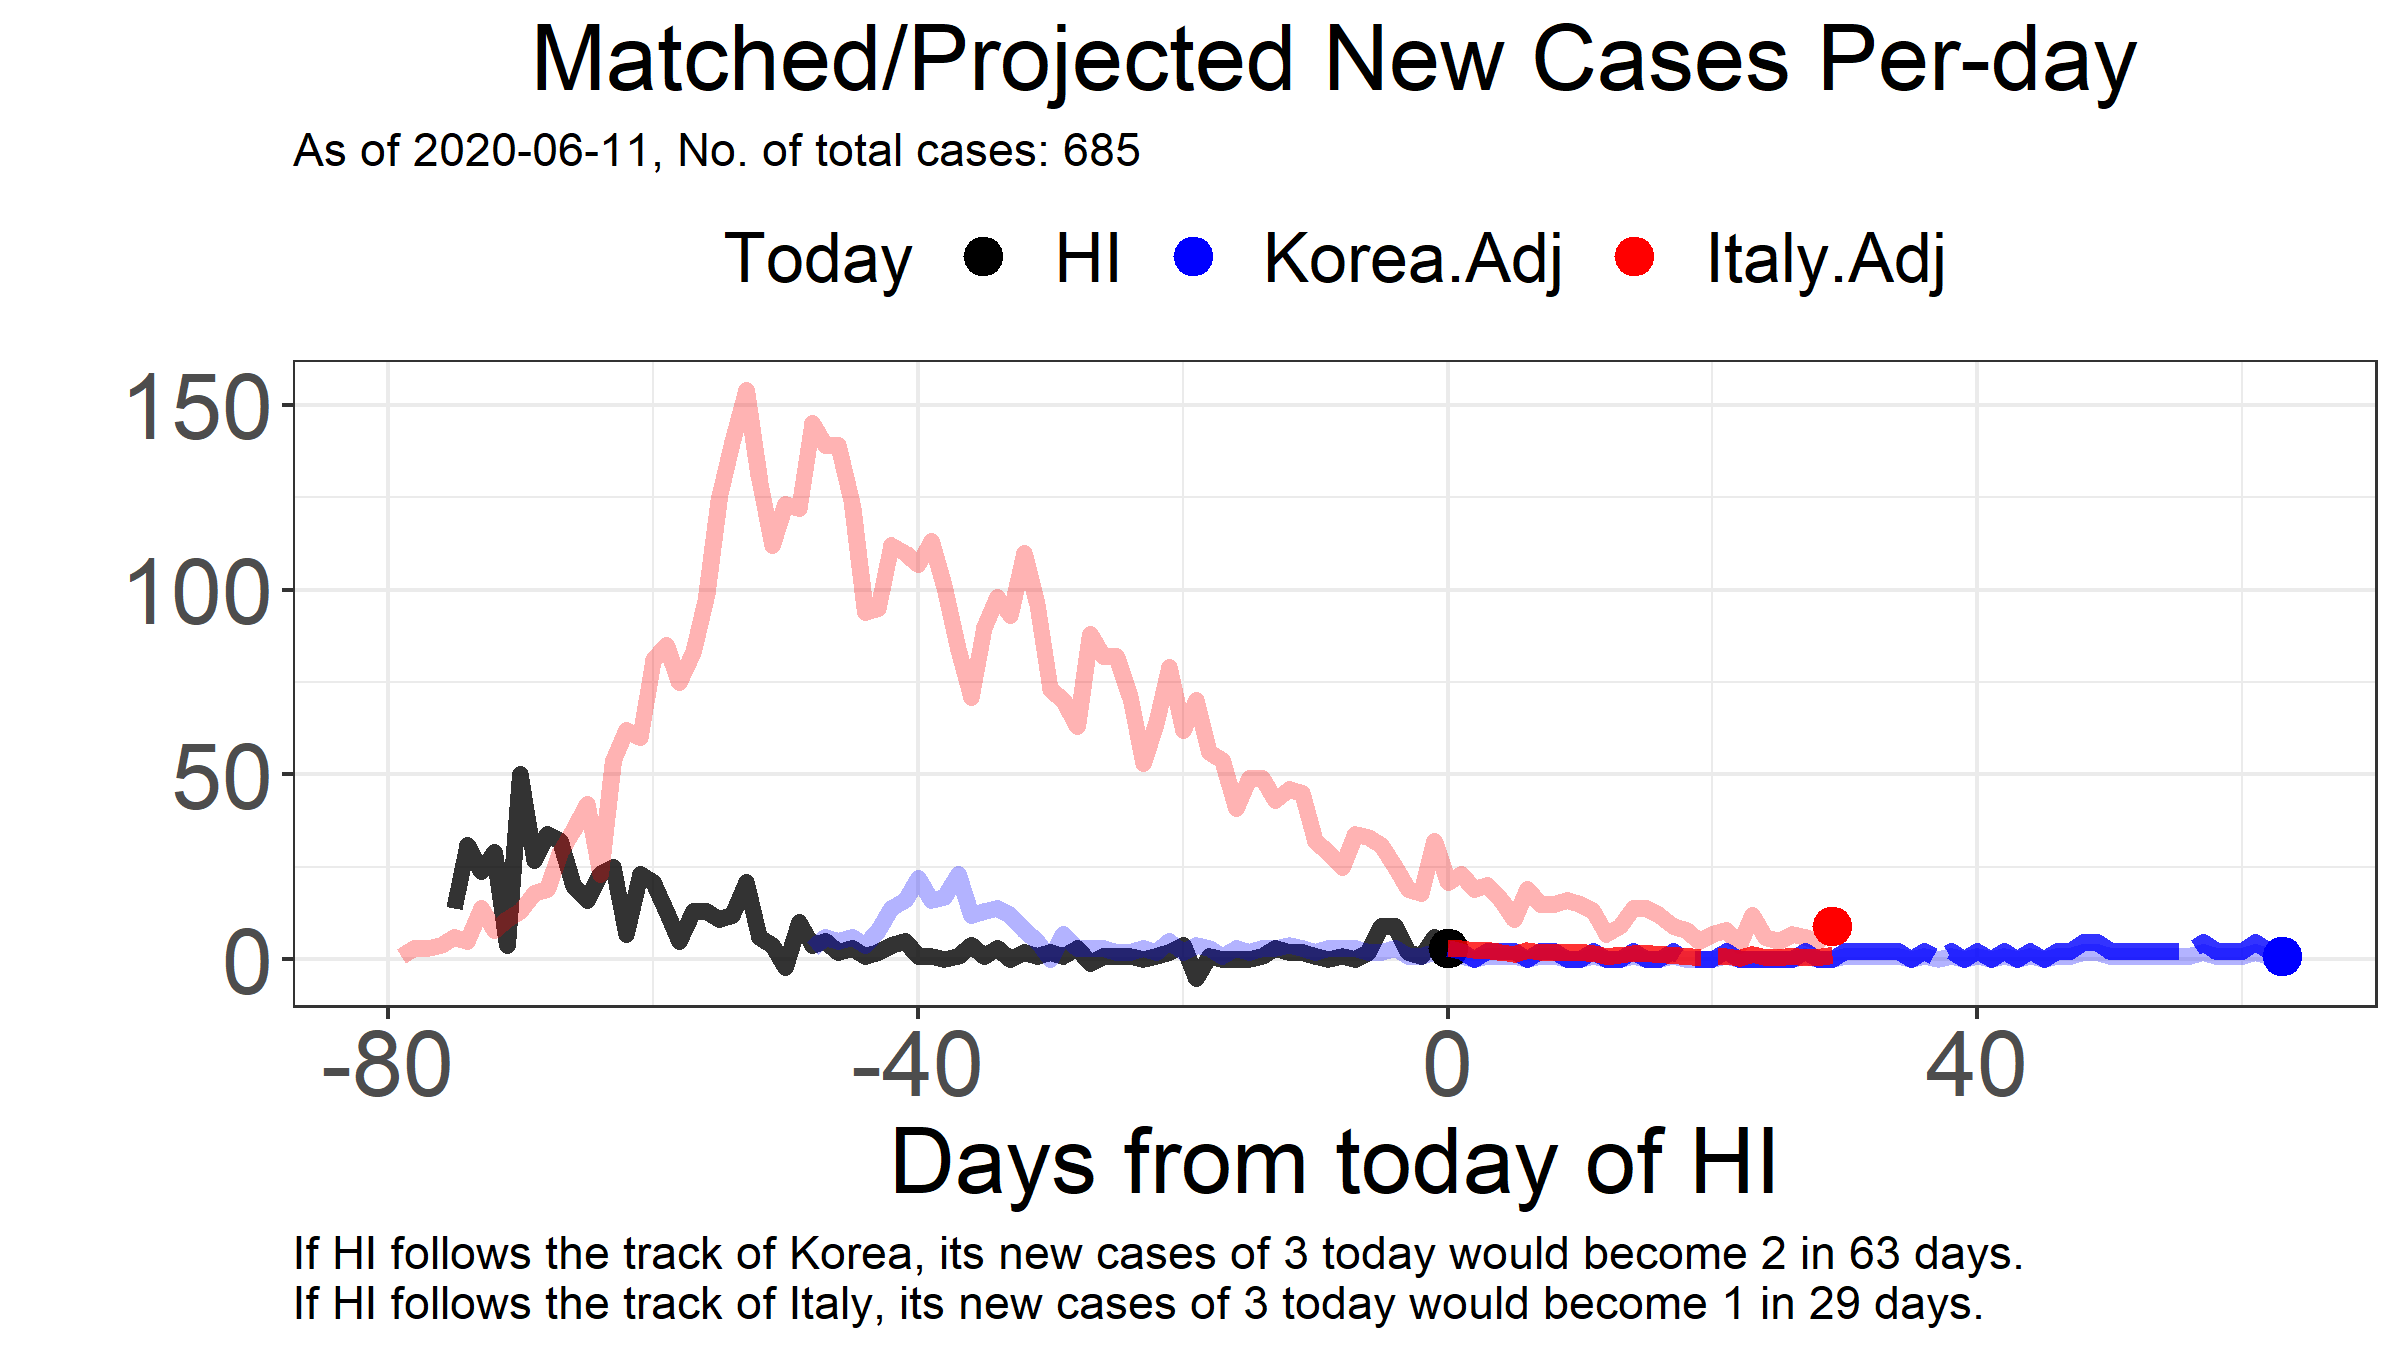 Matched/Projected New Cases Per-day
As of 2020-06-11, No. of total cases: 685
Today HI Korea.Adj Italy.Adj
150
100
50
0
-80 -40 0 40
Days from today of HI
If HI follows the track of Korea, its new cases of 3 today would become 2 in 63 days.
If HI follows the track of Italy, its new cases of 3 today would become 1 in 29 days.